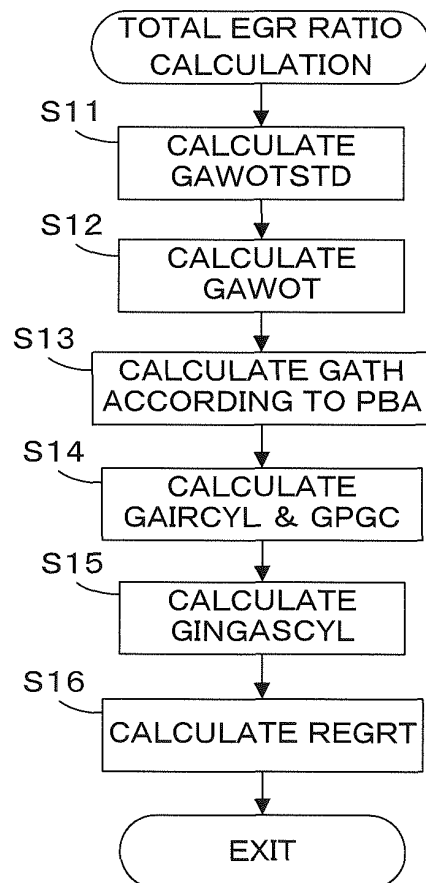 TOTAL EGR RATIO
CALCULATION
S11
CALCULATE
GAWOTSTD
S12
CALCULATE
GAWOT
S13
CALCULATE GATH
ACCORDING TO PBA
S14
CALCULATE
GAIRCYL & GPGC
S15
CALCULATE
GINGASCYL
S16
CALCULATE REGRT
EXIT